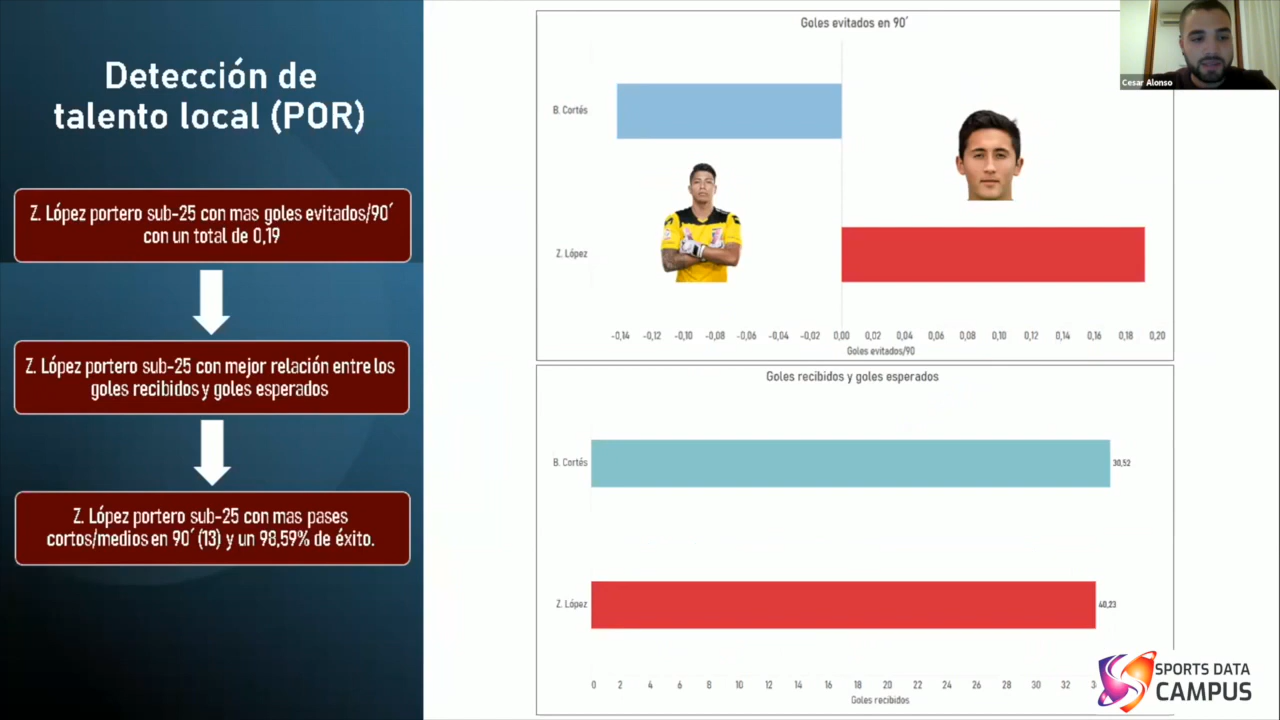 Detección de
talento local (POR)
Z. López portero sub-25 con mas goles evitados/90´
con un total de 0,19
Z. López portero sub-25 con mejor relación entre los
goles recibidos y goles esperados
Z. López portero sub-25 con mas pases
cortos/medios en 90´ (13) y un 98,59% de éxito.
Goles evitados en 90´
B. Cortés
Z. López
-0,14 -0,12 -0,10 -0,08 -0,06 -0,04 -0,02 0,00 0,02 0,04 0,06 0,08 0,10 0,12 0,14 0,16 0,18 0,20
Goles evitados/90
Goles recibidos y goles esperados
B. Cortés
30,52
Z. López
40,23
0 2 4 6 8 10 12 14 16 18 20 22 24 26 28 30 32
Goles recibidos
Cesar Alonso
SPORTS DATA
CAMPUS